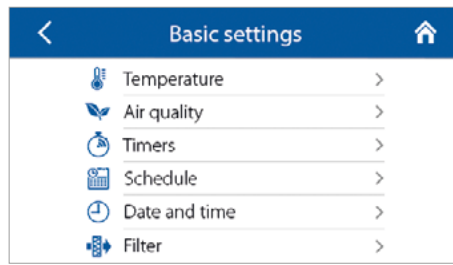 Basic settings
Temperature
Air quality
Timers
Schedule
Date and time
Filter